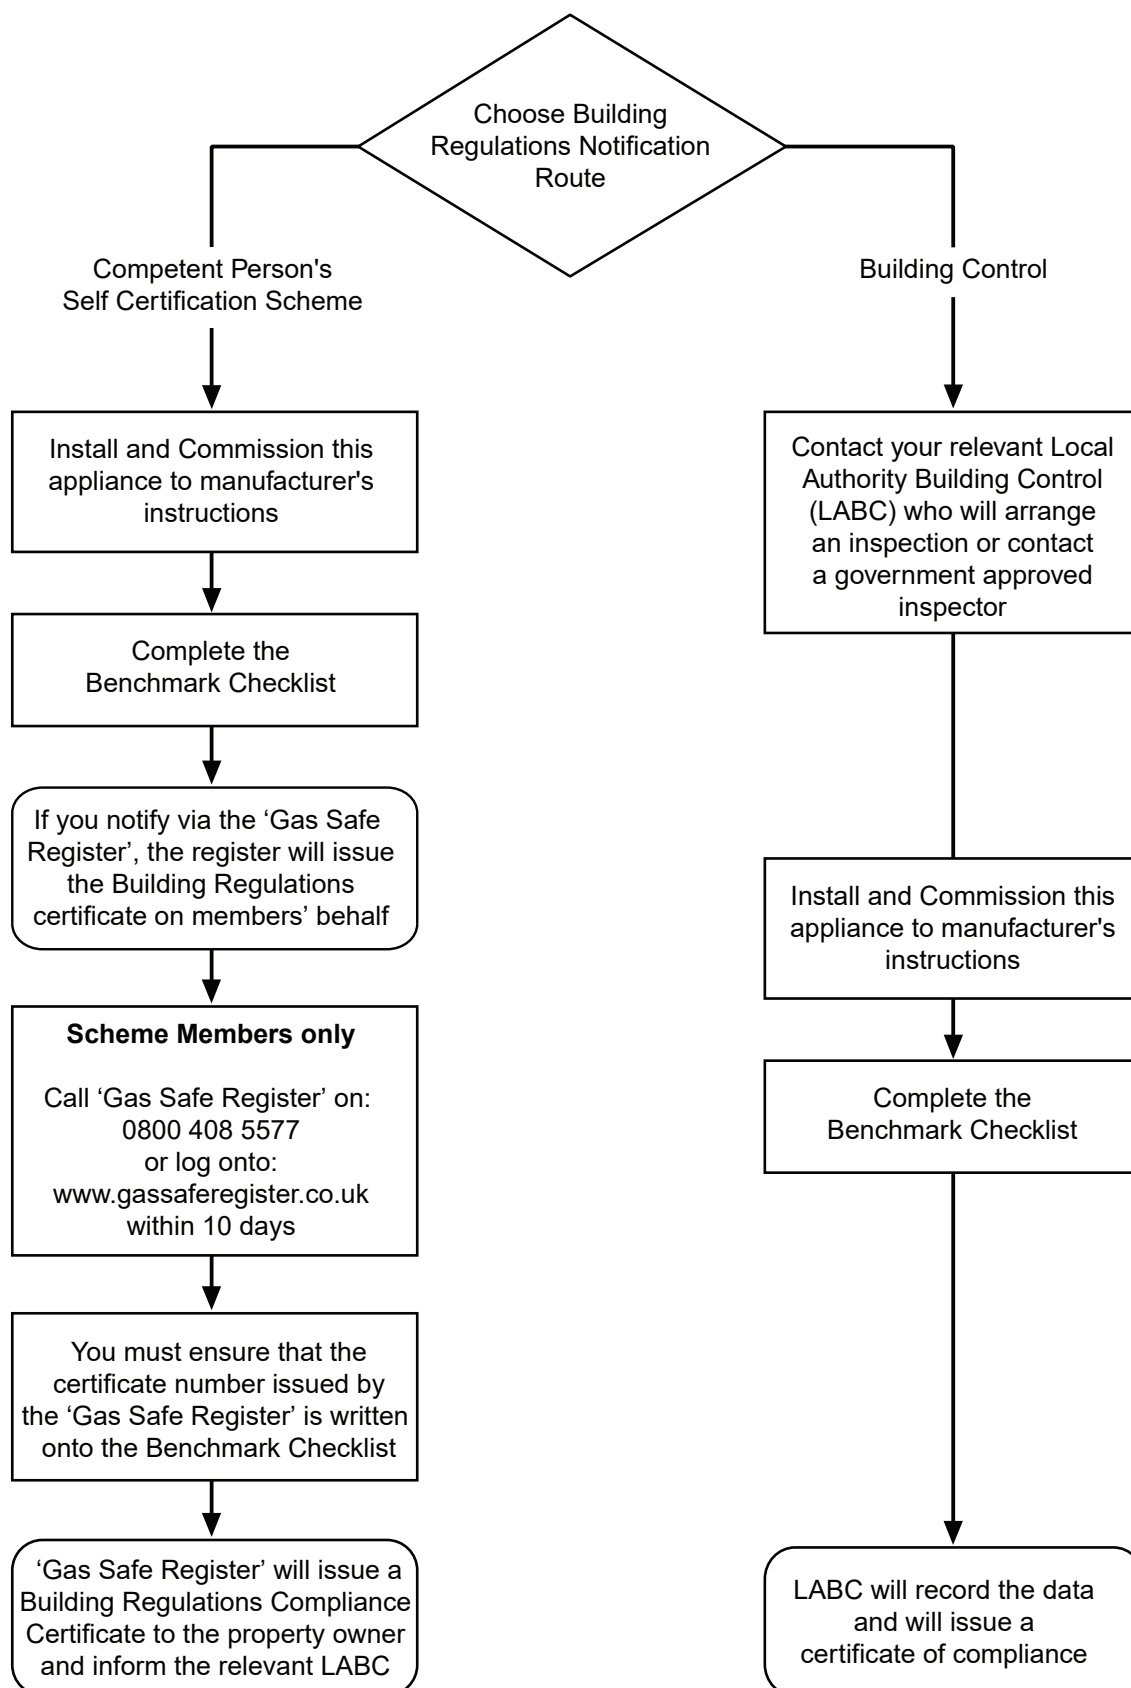 Choose Building
Regulations Notification
Route
Competent Person's
Self Certification Scheme
Building Control
Install and Commission this
appliance to manufacturer's
instructions
Complete the
Benchmark Checklist
If you notify via the ‘Gas Safe
Register’, the register will issue
the Building Regulations
certificate on members’ behalf
Scheme Members only
Call ‘Gas Safe Register’ on:
0800 408 5577
or log onto:
www.gassaferegister.co.uk
within 10 days
You must ensure that the
certificate number issued by
the ‘Gas Safe Register’ is written
onto the Benchmark Checklist
‘Gas Safe Register’ will issue a
Building Regulations Compliance
Certificate to the property owner
and inform the relevant LABC
Contact your relevant Local
Authority Building Control
(LABC) who will arrange
an inspection or contact
a government approved
inspector
Install and Commission this
appliance to manufacturer's
instructions
Complete the
Benchmark Checklist
LABC will record the data
and will issue a
certificate of compliance